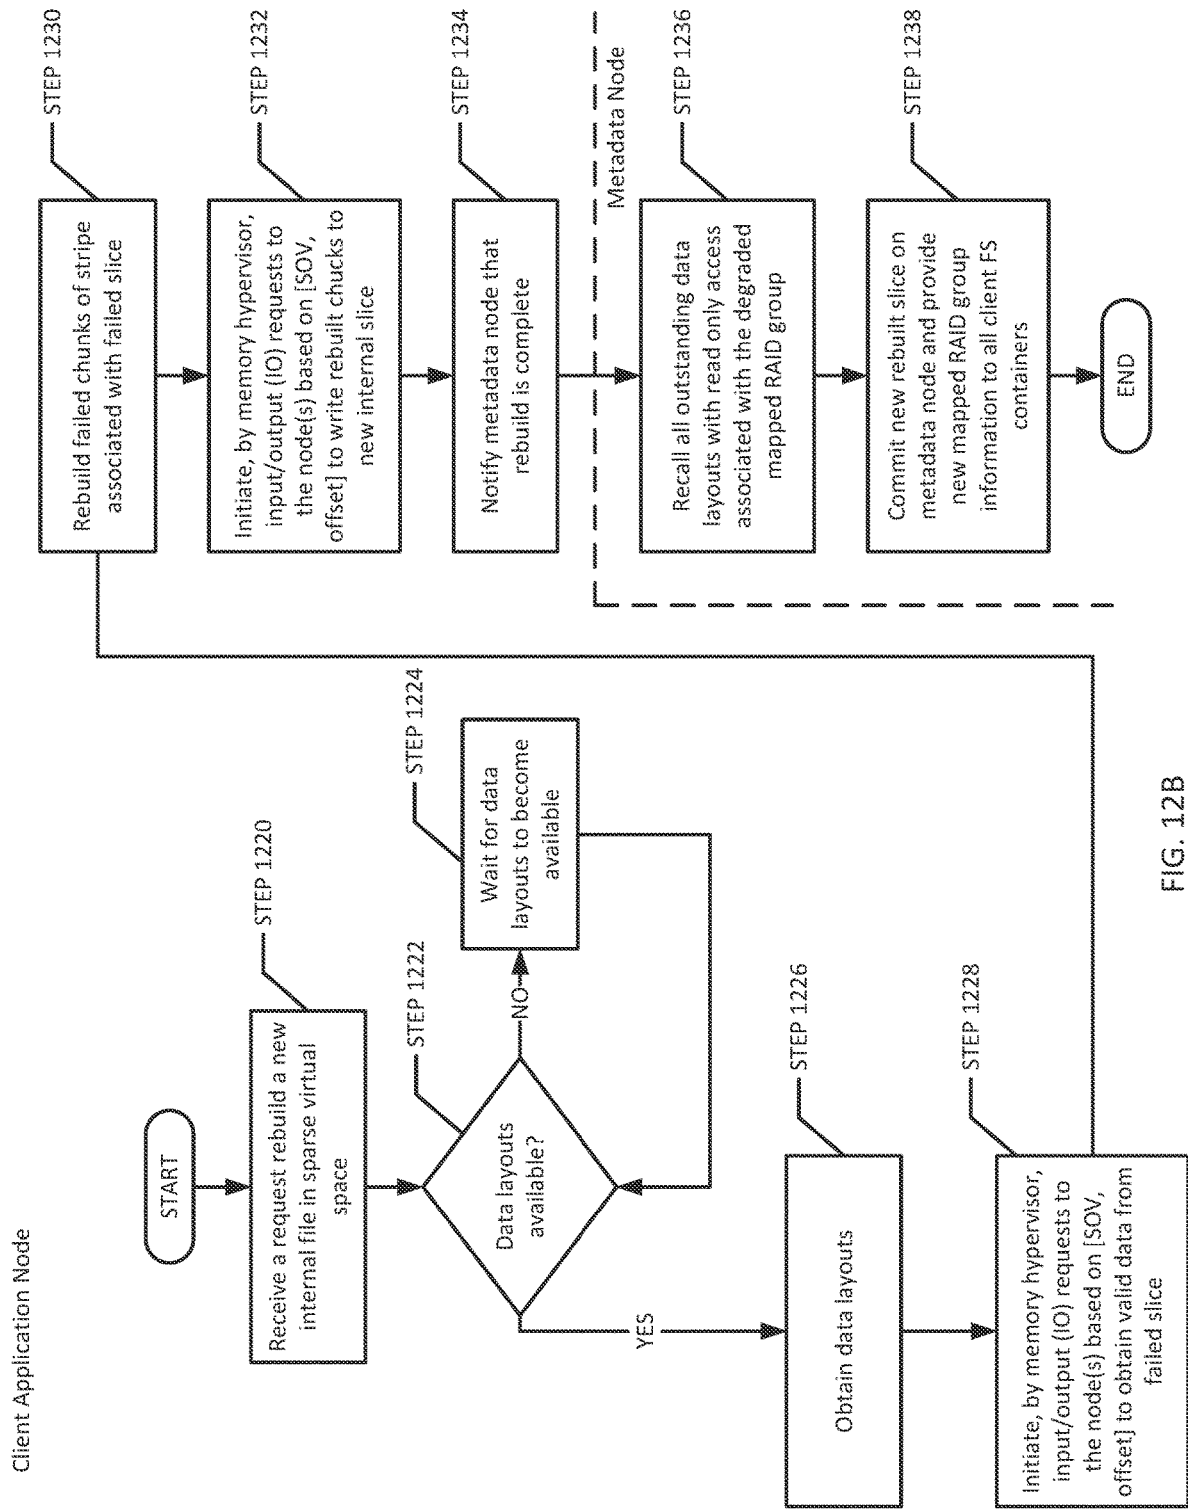 Client Application Node
START
STEP 1220
Receive a request rebuild a new
internal file in sparse virtual
space
STEP 1222
Data layouts
available?
NO
STEP 1224
Wait for data
layouts to become
available
YES
STEP 1226
Obtain data layouts
STEP 1228
Initiate, by memory hypervisor,
input/output (IO) requests to
the node(s) based on [SOV,
offset] to obtain valid data from
failed slice
STEP 1230
Rebuild failed chunks of stripe
associated with failed slice
STEP 1232
Initiate, by memory hypervisor,
input/output (IO) requests to
the node(s) based on [SOV,
offset] to write rebuilt chucks to
new internal slice
STEP 1234
Notify metadata node that
rebuild is complete
Metadata Node
STEP 1236
Recall all outstanding data
layouts with read only access
associated with the degraded
mapped RAID group
STEP 1238
Commit new rebuilt slice on
metadata node and provide
new mapped RAID group
information to all client FS
containers
END
FIG. 12B